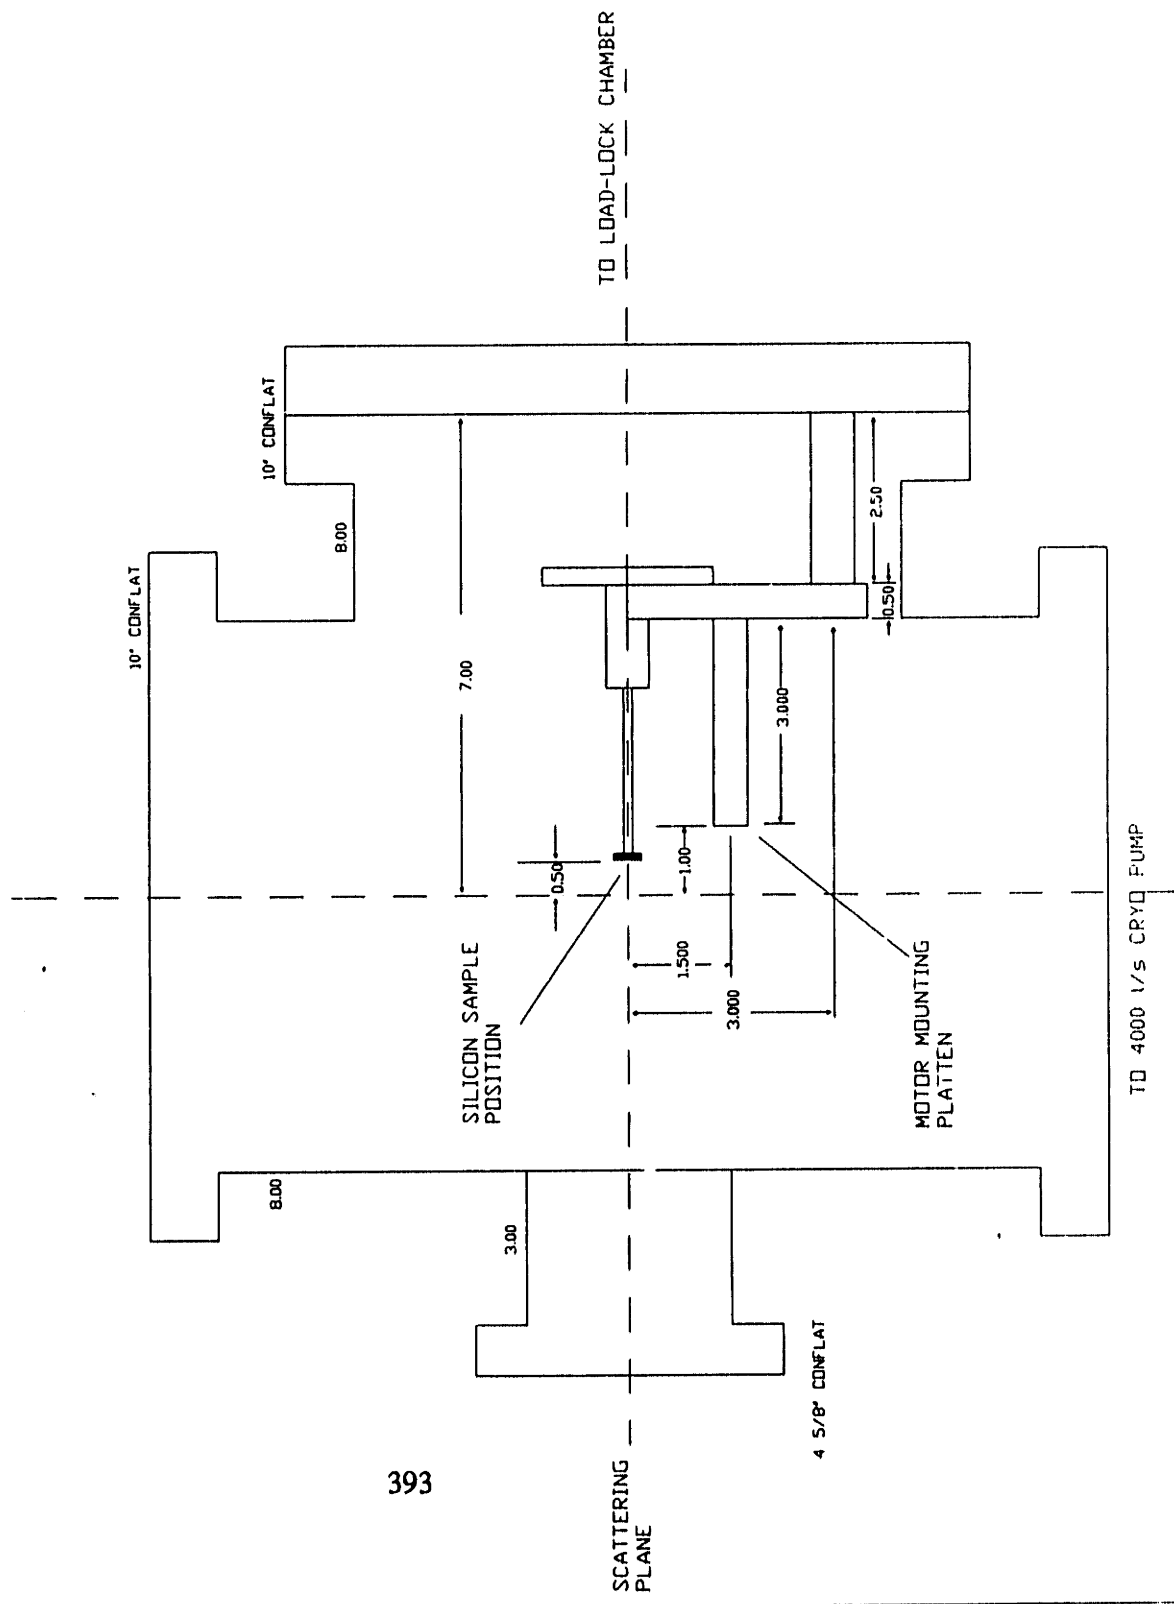 10" CONFLAT
8.00
10" CONFLAT
8.00
7.00
TO LOAD-LOCK CHAMBER
2.50
0.50
3.000
0.50
1.00
1.500
3.000
SILICON SAMPLE
POSITION
MOTOR MOUNTING
PLATTEN
TO 4000 l/s CRYO PUMP
3.00
4 5/8" CONFLAT
SCATTERING
PLANE
393